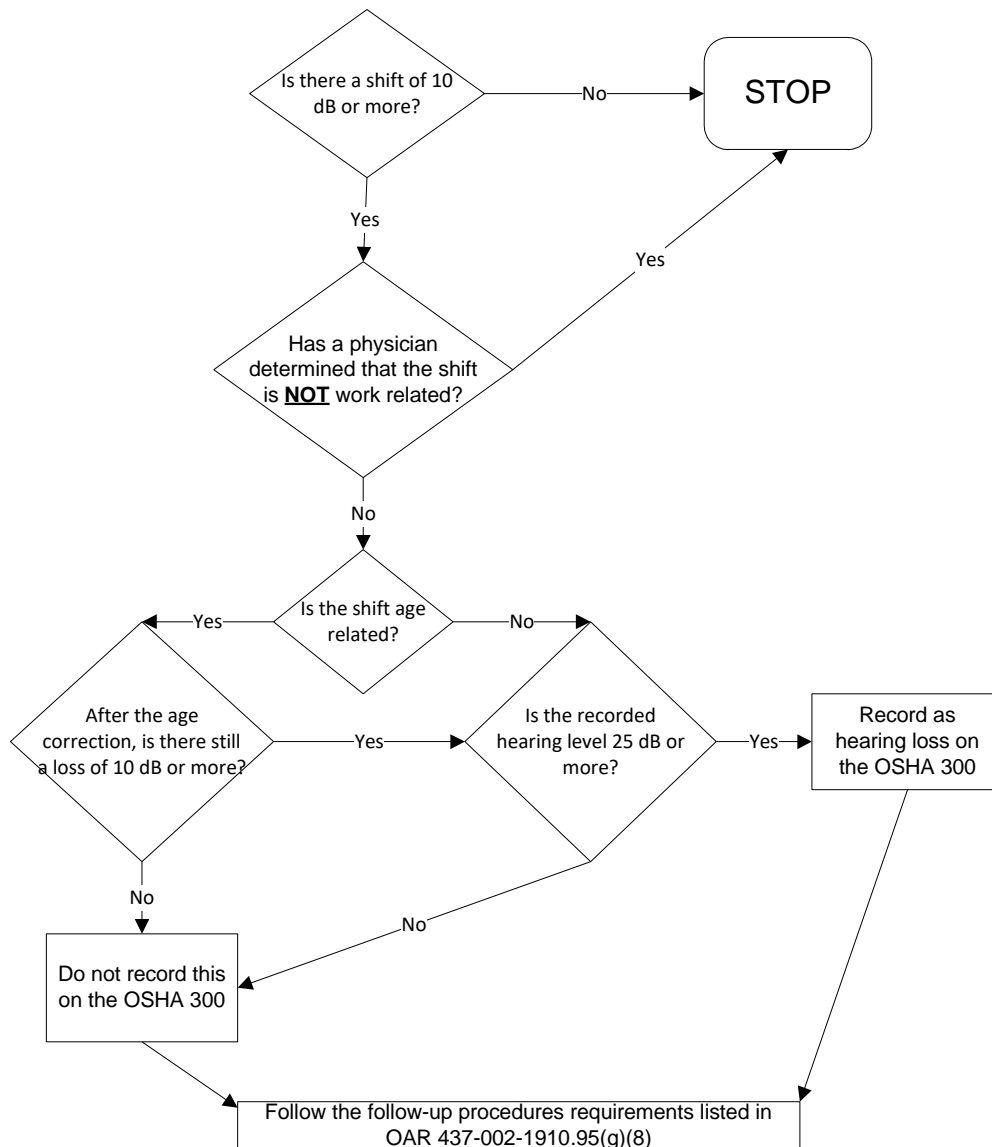 Is there a shift of 10
dB or more?
No
STOP
Yes
Yes
Has a physician
determined that the shift
is NOT work related?
No
Is the shift age
related?
Yes
No
After the age
correction, is there still
a loss of 10 dB or more?
Yes
Is the recorded
hearing level 25 dB or
more?
Yes
Record as
hearing loss on
the OSHA 300
No
No
Do not record this
on the OSHA 300
Follow the follow-up procedures requirements listed in
OAR 437-002-1910.95(g)(8)